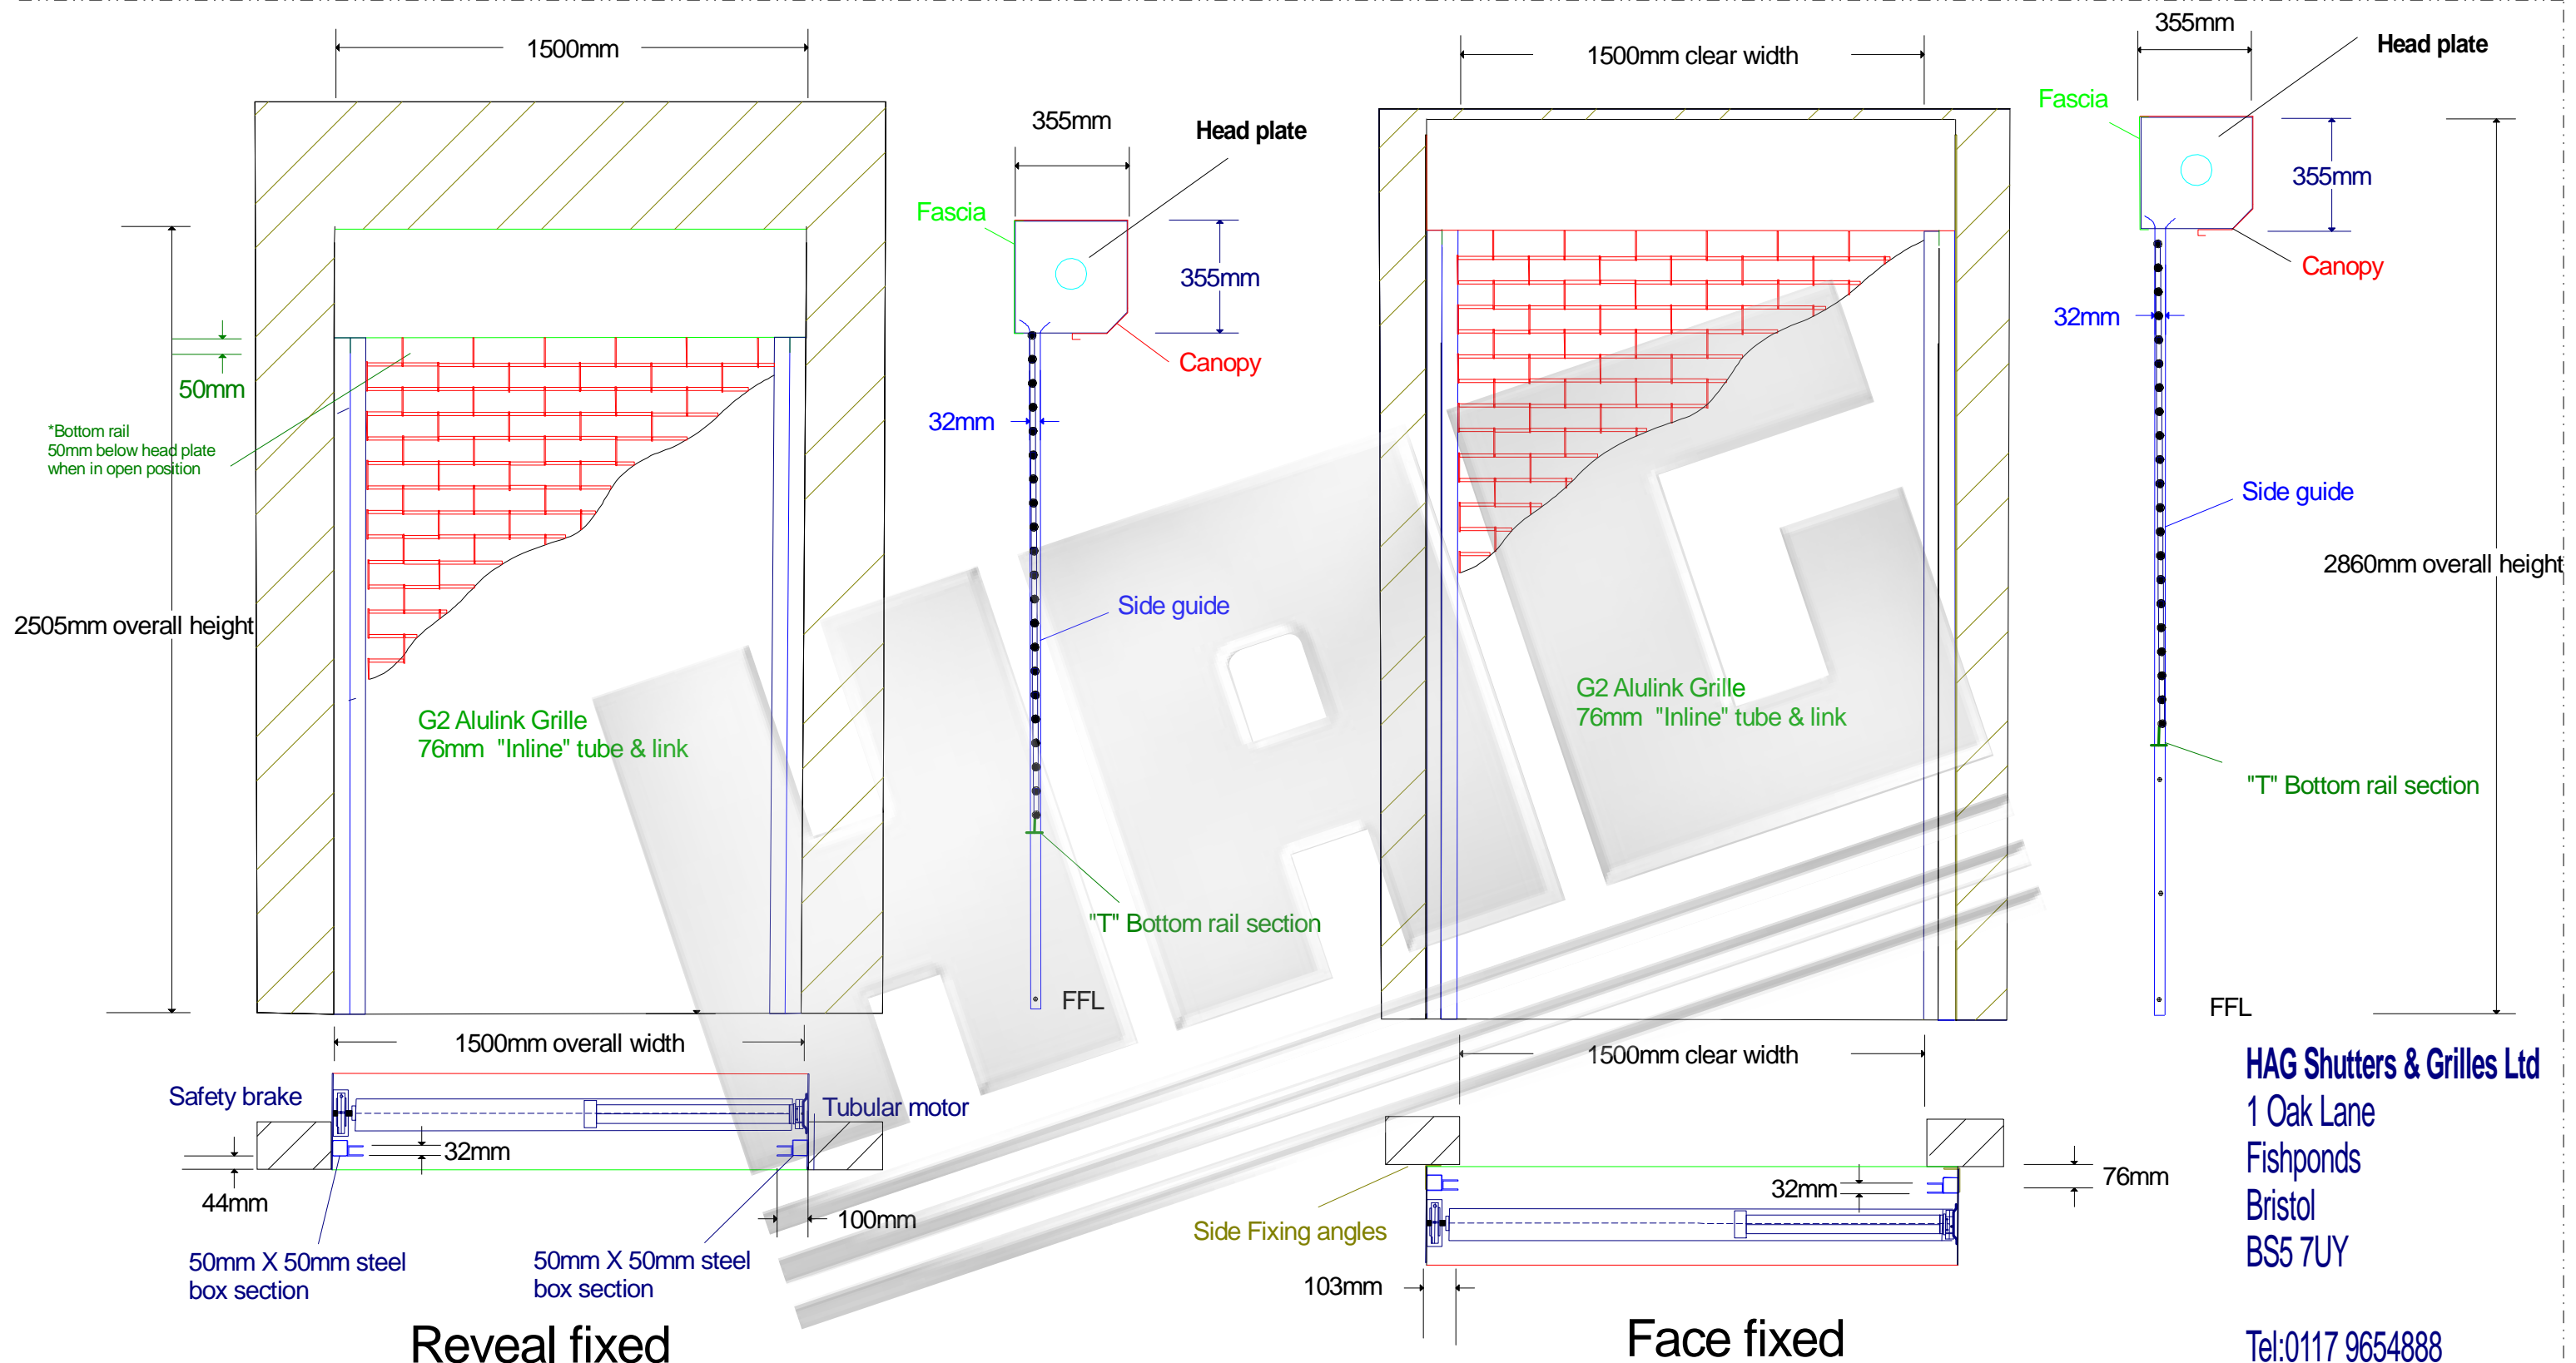 1500mm
355mm
Head plate
Fascia
355mm
Canopy
50mm
*Bottom rail
50mm below head plate
when in open position
32mm
Side guide
2505mm overall height
G2 Alulink Grille
76mm "Inline" tube & link
"T" Bottom rail section
FFL
1500mm overall width
Safety brake
Tubular motor
32mm
44mm
100mm
50mm X 50mm steel
box section
50mm X 50mm steel
box section
Reveal fixed
1500mm clear width
355mm
Head plate
Fascia
355mm
Canopy
32mm
Side guide
2860mm overall height
G2 Alulink Grille
76mm "Inline" tube & link
"T" Bottom rail section
FFL
1500mm clear width
76mm
32mm
Side Fixing angles
103mm
Face fixed
HAG
HAG Shutters & Grilles Ltd
1 Oak Lane
Fishponds
Bristol
BS5 7UY
Tel:0117 9654888